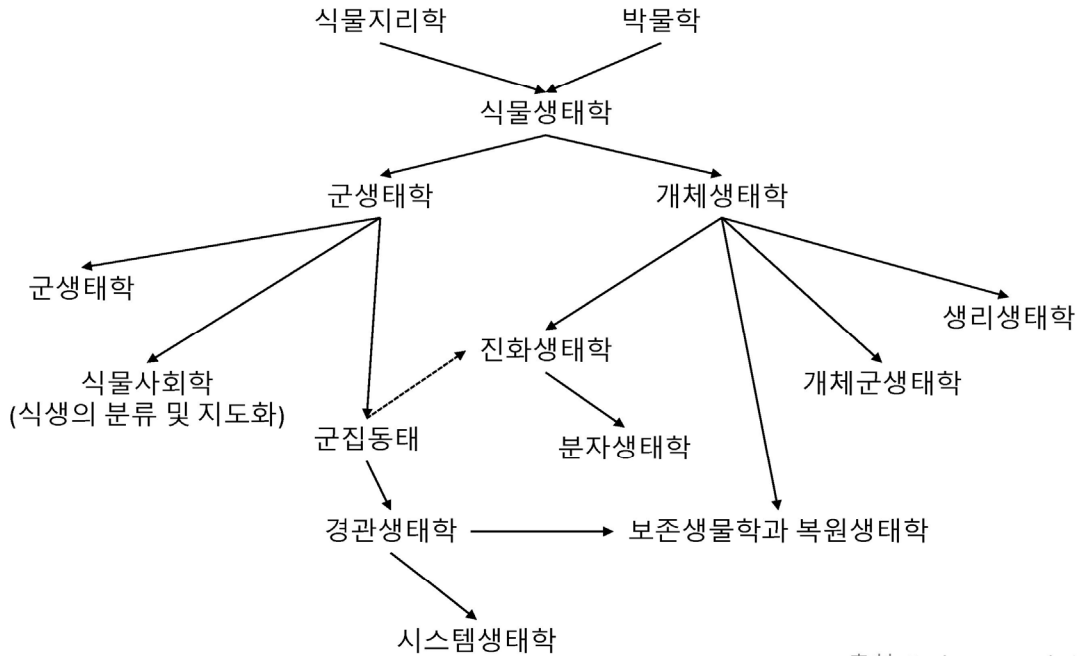 식물지리학
박물학
식물생태학
군생태학
개체생태학
군생태학
생리생태학
진화생태학
식물사회학
(식생의 분류 및 지도화)
개체군생태학
군집동태
분자생태학
경관생태학
보존생물학과 복원생태학
시스템생태학